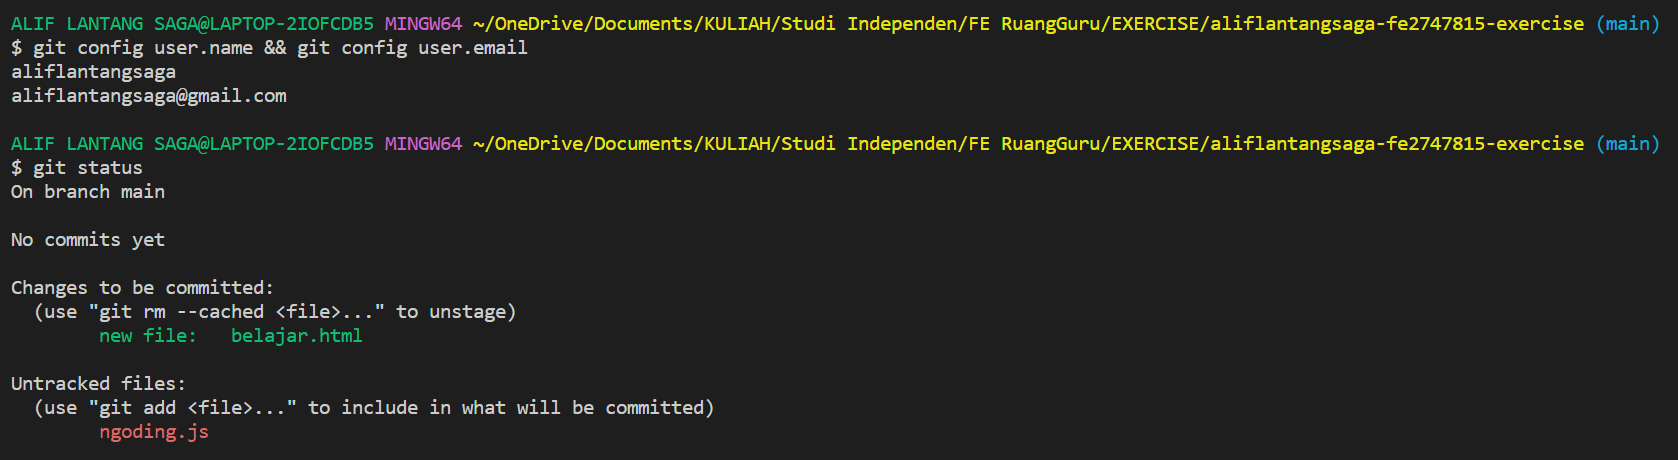 ALIF LANTANG SAGA@LAPTOP-2IOFCDB5 MINGW64 ~/OneDrive/Documents/KULIAH/Studi Independen/FE RuangGuru/EXERCISE/aliflantangsaga-fe2747815-exercise (main)
$ git config user.name && git config user.email
aliflantangsaga
aliflantangsaga@gmail.com
ALIF LANTANG SAGA@LAPTOP-2IOFCDB5 MINGW64 ~/OneDrive/Documents/KULIAH/Studi Independen/FE RuangGuru/EXERCISE/aliflantangsaga-fe2747815-exercise (main)
$ git status
On branch main
No commits yet
Changes to be committed:
(use "git rm --cached <file>..." to unstage)
new file:   belajar.html
Untracked files:
(use "git add <file>..." to include in what will be committed)
ngoding.js